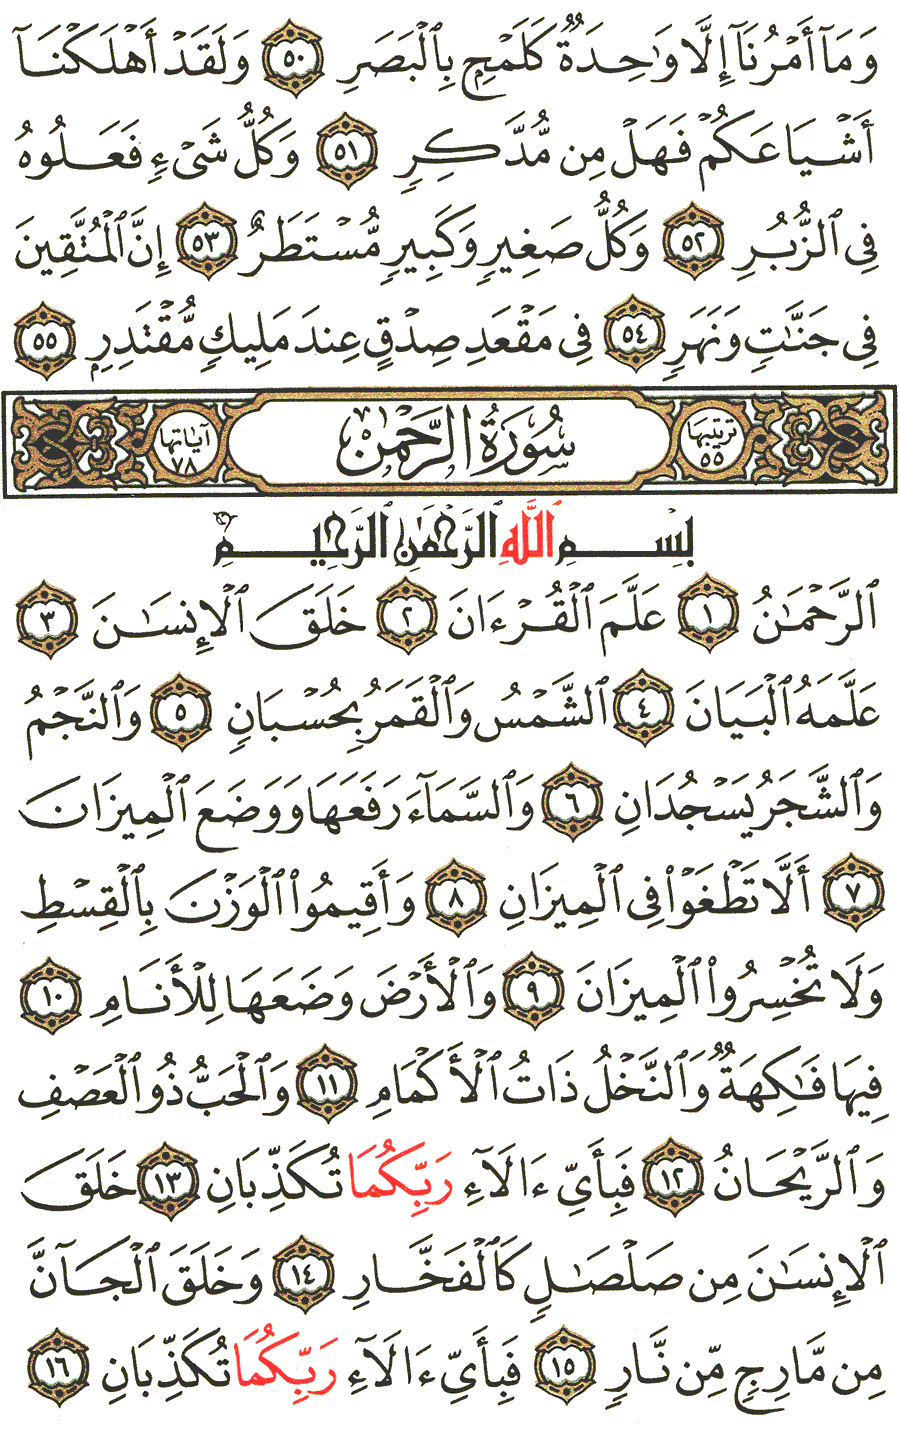 وَمَآ أَمْرُنَآ إِلَّا وَٰحِدَةٌ كَلَمْحٍۭ بِٱلْبَصَرِ ٥٠ وَلَقَدْ أَهْلَكْنَآ
أَشْيَاعَكُمْ فَهَلْ مِن مُّدَّكِرٍ ٥١ وَكُلُّ شَىْءٍ فَعَلُوهُ
فِى ٱلزُّبُرِ ٥٢ وَكُلُّ صَغِيرٍ وَكَبِيرٍ مُّسْتَطَرٌ ٥٣ إِنَّ ٱلْمُتَّقِينَ
فِى جَنَّٰتٍ وَنَهَرٍ ٥٤ فِى مَقْعَدِ صِدْقٍ عِندَ مَلِيكٍ مُّقْتَدِرٍۭ ٥٥
ترتيبها ٥٥ سُورَةُ الرَّحْمٰن آياتها ٧٨
بِسْمِ ٱللَّهِ ٱلرَّحْمَٰنِ ٱلرَّحِيمِ
ٱلرَّحْمَٰنُ ١ عَلَّمَ ٱلْقُرْءَانَ ٢ خَلَقَ ٱلْإِنسَٰنَ ٣
عَلَّمَهُ ٱلْبَيَانَ ٤ ٱلشَّمْسُ وَٱلْقَمَرُ بِحُسْبَانٍ ٥ وَٱلنَّجْمُ
وَٱلشَّجَرُ يَسْجُدَانِ ٦ وَٱلسَّمَآءَ رَفَعَهَا وَوَضَعَ ٱلْمِيزَانَ
٧ أَلَّا تَطْغَوْا۟ فِى ٱلْمِيزَانِ ٨ وَأَقِيمُوا۟ ٱلْوَزْنَ بِٱلْقِسْطِ
وَلَا تُخْسِرُوا۟ ٱلْمِيزَانَ ٩ وَٱلْأَرْضَ وَضَعَهَا لِلْأَنَامِ ١٠
فِيهَا فَٰكِهَةٌ وَٱلنَّخْلُ ذَاتُ ٱلْأَكْمَامِ ١١ وَٱلْحَبُّ ذُو ٱلْعَصْفِ
وَٱلرَّيْحَانُ ١٢ فَبِأَىِّ ءَالَآءِ رَبِّكُمَا تُكَذِّبَانِ ١٣ خَلَقَ
ٱلْإِنسَٰنَ مِن صَلْصَٰلٍ كَٱلْفَخَّارِ ١٤ وَخَلَقَ ٱلْجَآنَّ
مِن مَّارِجٍ مِّن نَّارٍ ١٥ فَبِأَىِّ ءَالَآءِ رَبِّكُمَا تُكَذِّبَانِ ١٦